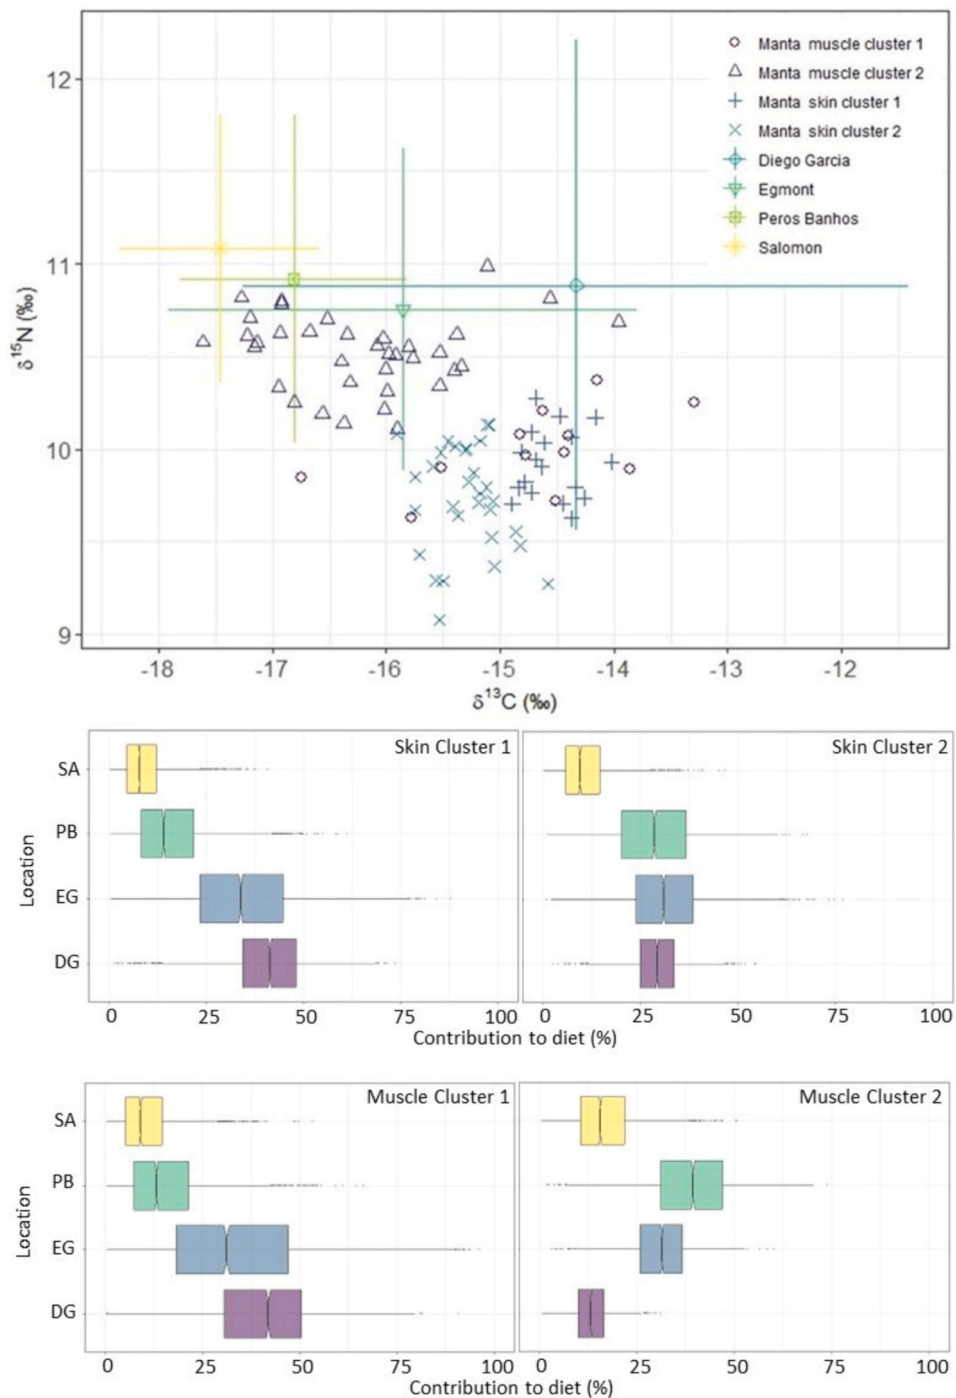 Manta muscle cluster 1
Manta muscle cluster 2
Manta skin cluster 1
Manta skin cluster 2
Diego Garcia
Egmont
Peros Banhos
Salomon
12
11
10
9
δ¹⁵N (‰)
-18 -17 -16 -15 -14 -13 -12
δ¹³C (‰)
Skin Cluster 1
Skin Cluster 2
Location
SA
PB
EG
DG
0 25 50 75 100
0 25 50 75 100
Contribution to diet (%)
Muscle Cluster 1
Muscle Cluster 2
Location
SA
PB
EG
DG
0 25 50 75 100
0 25 50 75 100
Contribution to diet (%)